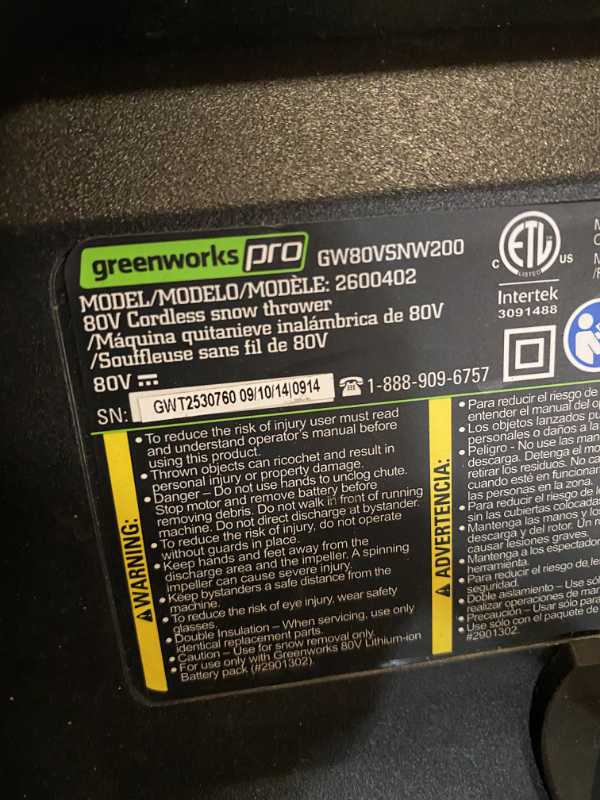 greenworks pro GW80VSNW200
MODEL/MODELO/MODÈLE: 2600402
80V Cordless snow thrower
/Máquina quitanieve inalámbrica de 80V
/Souffleuse sans fil de 80V
80V
SN: GWT2530760 09/10/14|0914 1-888-909-6757
C ETL US
LISTED
Intertek
3091488
WARNING:
• To reduce the risk of injury user must read
and understand operator's manual before
using this product.
• Thrown objects can ricochet and result in
personal injury or property damage.
• Danger – Do not use hands to unclog chute.
Stop motor and remove battery before
removing debris. Do not walk in front of running
machine. Do not direct discharge at bystander.
• To reduce the risk of injury, do not operate
without guards in place.
• Keep hands and feet away from the
discharge area and the impeller. A spinning
impeller can cause severe injury.
• Keep bystanders a safe distance from the
machine.
• To reduce the risk of eye injury, wear safety
glasses.
• Double Insulation – When servicing, use only
identical replacement parts.
• Caution – Use for snow removal only.
• For use only with Greenworks 80V Lithium-ion
Battery pack (#2901302).
ADVERTENCIA:
• Para reducir el riesgo de
entender el manual del
• Los objetos lanzados
personales o daños a la
• Peligro - No use las
descarga. Detenga el
retirar los residuos. No
cuando esté en
las personas en la zona.
• Para reducir el riesgo de
sin las cubiertas
• Mantenga las manos y los
descarga y del rotor. Un
causar lesiones graves.
• Mantenga a los
herramienta.
• Para reducir el riesgo de
seguridad.
• Doble aislamiento – Use
realizar operaciones de
• Precaución – Usar sólo para
• Use sólo con el paquete de
#2901302.